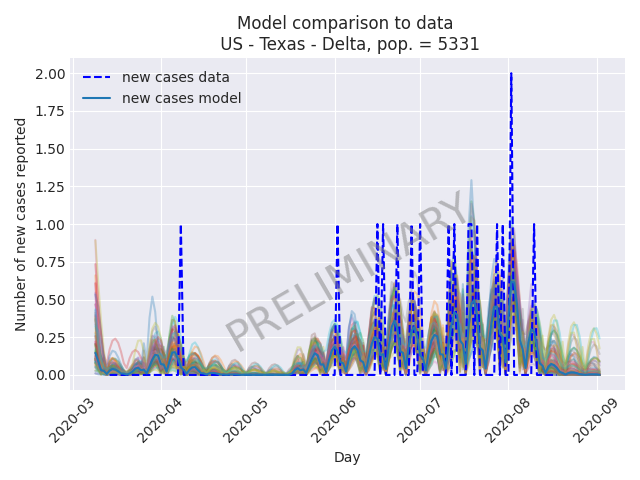 Model comparison to data
US - Texas - Delta, pop. = 5331
2.00
1.75
1.50
1.25
1.00
0.75
0.50
0.25
0.00
Number of new cases reported
new cases data
new cases model
PRELIMINARY
2020-03
2020-04
2020-05
2020-06
2020-07
2020-08
2020-09
Day